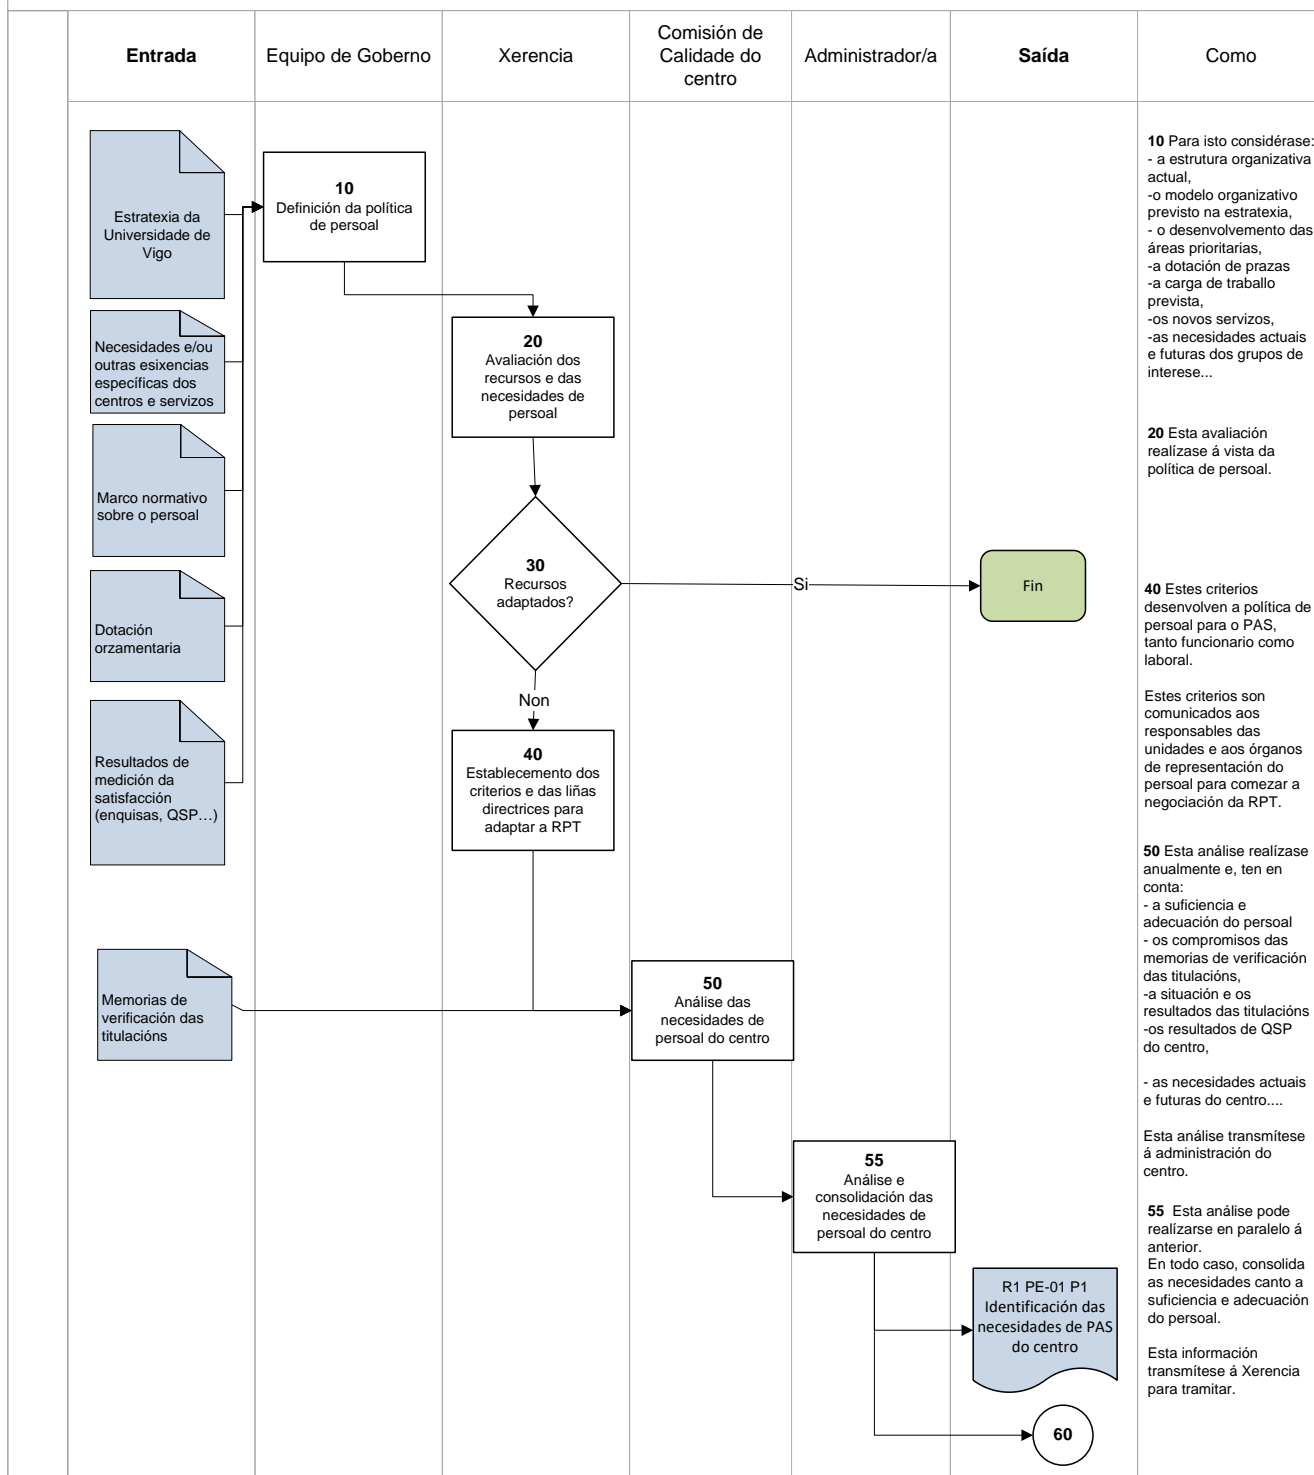 Entrada
Equipo de Goberno
Xerencia
Comisión de
Calidade do
centro
Administrador/a
Saída
Como
Estratexia da
Universidade de
Vigo
Necesidades e/ou
outras esixencias
específicas dos
centros e servizos
Marco normativo
sobre o persoal
Dotación
orzamentaria
Resultados de
medición da
satisfacción
(enquisas, QSP…)
Memorias de
verificación das
titulacións
10
Definición da política
de persoal
20
Avaliación dos
recursos e das
necesidades de
persoal
30
Recursos
adaptados?
Si
Fin
Non
40
Establecemento dos
criterios e das liñas
directrices para
adaptar a RPT
50
Análise das
necesidades de
persoal do centro
55
Análise e
consolidación das
necesidades de
persoal do centro
R1 PE-01 P1
Identificación das
necesidades de PAS
do centro
60
10 Para isto considérase:
- a estrutura organizativa
actual,
-o modelo organizativo
previsto na estratexia,
- o desenvolvemento das
áreas prioritarias,
-a dotación de prazas
-a carga de traballo
prevista,
-os novos servizos,
-as necesidades actuais
e futuras dos grupos de
interese...
20 Esta avaliación
realízase á vista da
política de persoal.
40 Estes criterios
desenvolven a política de
persoal para o PAS,
tanto funcionario como
laboral.
Estes criterios son
comunicados aos
responsables das
unidades e aos órganos
de representación do
persoal para comezar a
negociación da RPT.
50 Esta análise realízase
anualmente e, ten en
conta:
- a suficiencia e
adecuación do persoal
- os compromisos das
memorias de verificación
das titulacións,
-a situación e os
resultados das titulacións
-os resultados de QSP
do centro,
- as necesidades actuais
e futuras do centro....
Esta análise transmítese
á administración do
centro.
55 Esta análise pode
realizarse en paralelo á
anterior.
En todo caso, consolida
as necesidades canto a
suficiencia e adecuación
do persoal.
Esta información
transmítese á Xerencia
para tramitar.